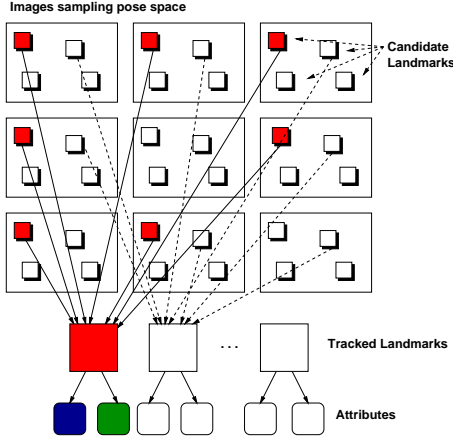 Images sampling pose space
Candidate
Landmarks
. . .
Tracked Landmarks
Attributes